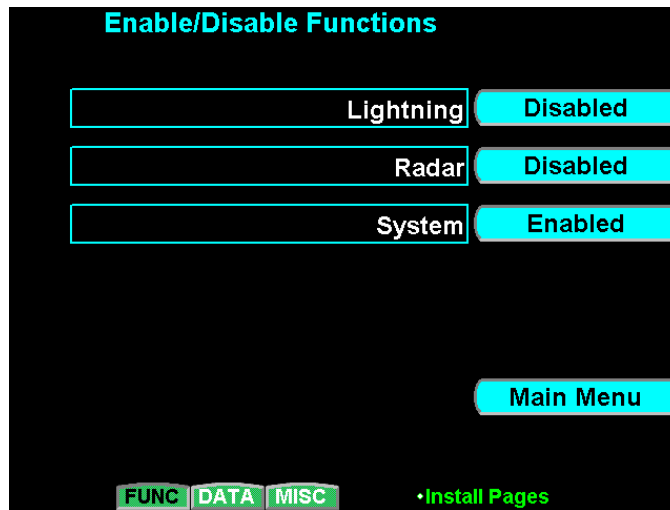 Enable/Disable Functions
Lightning Disabled
Radar Disabled
System Enabled
Main Menu
FUNC DATA MISC •Install Pages